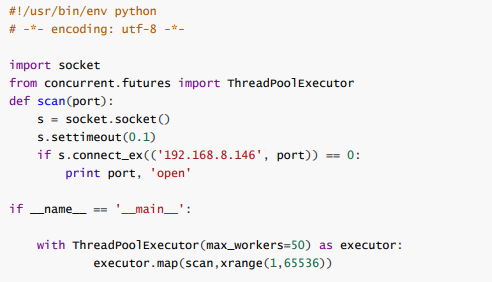 #!/usr/bin/env python
# -*- encoding: utf-8 -*-
import socket
from concurrent.futures import ThreadPoolExecutor
def scan(port):
    s = socket.socket()
    s.settimeout(0.1)
    if s.connect_ex(('192.168.8.146', port)) == 0:
        print port, 'open'
if __name__ == '__main__':
    with ThreadPoolExecutor(max_workers=50) as executor:
            executor.map(scan,xrange(1,65536))